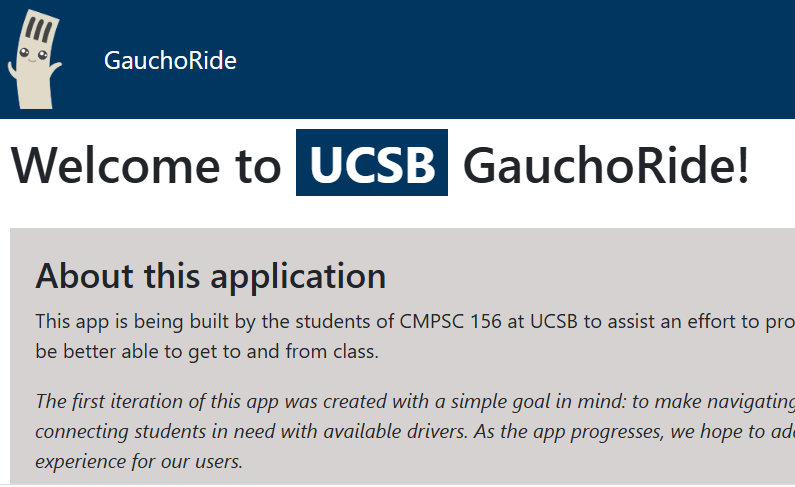 GauchoRide
Welcome to UCSB GauchoRide!
About this application
This app is being built by the students of CMPSC 156 at UCSB to assist an effort to pro
be better able to get to and from class.
The first iteration of this app was created with a simple goal in mind: to make navigating
connecting students in need with available drivers. As the app progresses, we hope to ad
experience for our users.